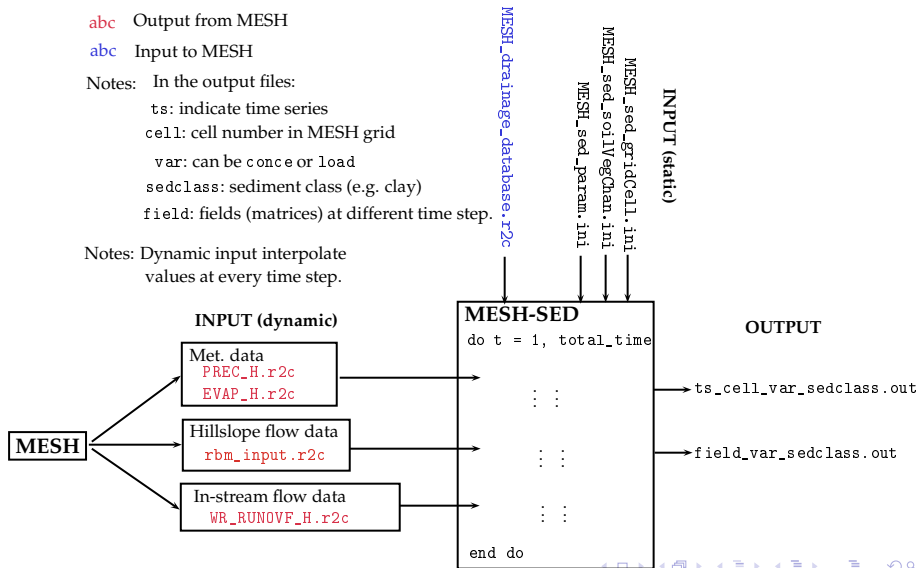 abc Output from MESH
abc Input to MESH
Notes: In the output files:
ts: indicate time series
cell: cell number in MESH grid
var: can be conce or load
sedclass: sediment class (e.g. clay)
field: fields (matrices) at different time step.
Notes: Dynamic input interpolate
values at every time step.
MESH_drainage_database.r2c
MESH_sed_param.ini
MESH_sed_soilVegChan.ini
MESH_sed_gridCell.ini
INPUT (static)
INPUT (dynamic)
MESH
Met. data
PREC_H.r2c
EVAP_H.r2c
Hillslope flow data
rbm_input.r2c
In-stream flow data
WR_RUNOVF_H.r2c
MESH-SED
do t = 1, total_time
end do
OUTPUT
ts_cell_var_sedclass.out
field_var_sedclass.out